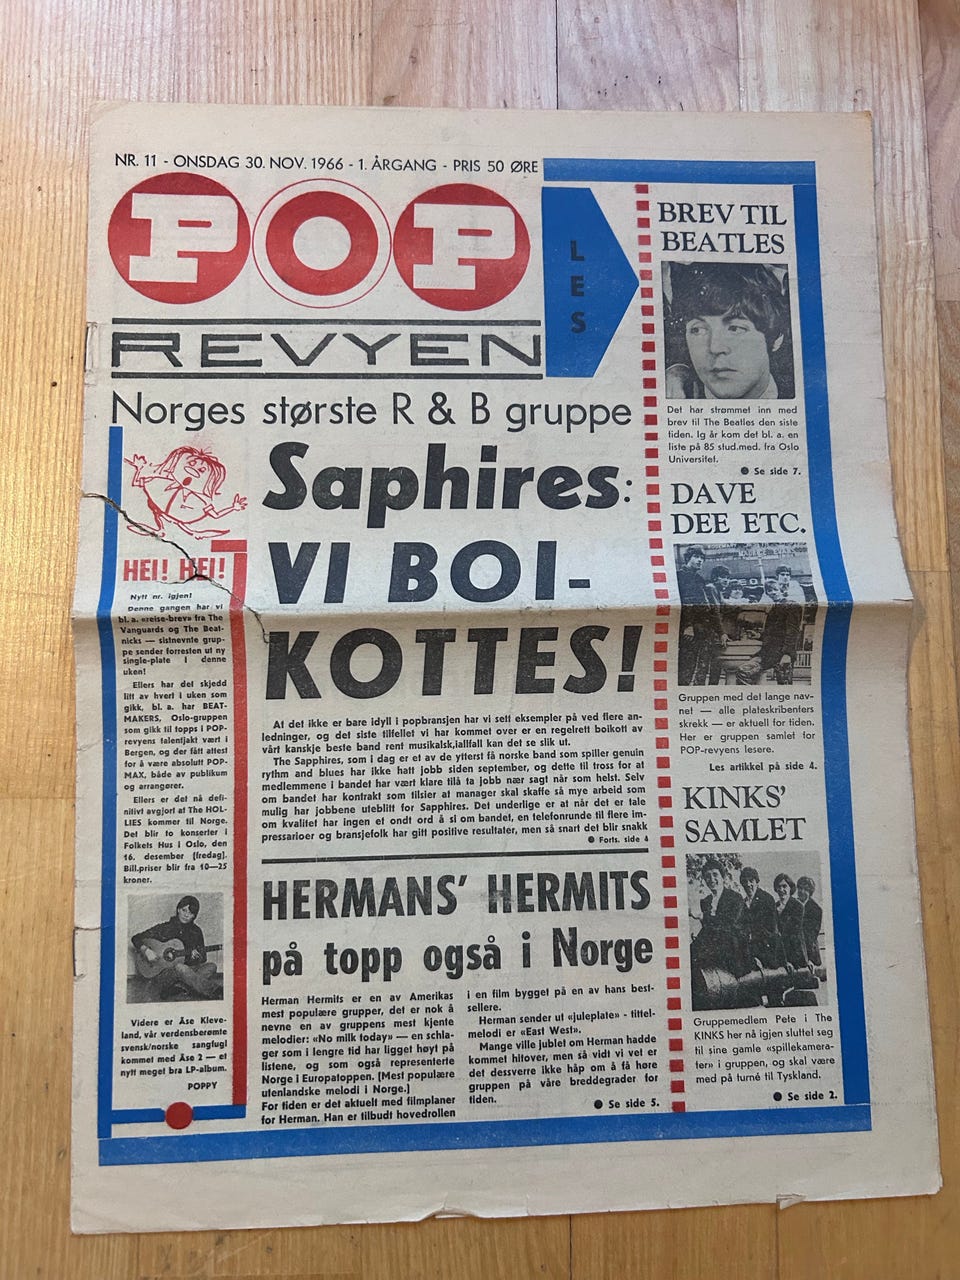 NR. 11 - ONSDAG 30. NOV. 1966 - 1. ÅRGANG - PRIS 50 ØRE
POP
REVYEN
LES
Norges største R & B gruppe
Saphires:
VI BOI-
KOTTES!
HEI! HEI!
Nytt nr. igjen!
Denne gangen har vi
bl. a. «reise-brev» fra The
Vanguards og The Beat-
nicks — sistnevnte grup-
pe sender forresten ut ny
single-plate i denne
uken!
Ellers har det skjedd
litt av hvert i uken som
gikk, bl. a. har BEAT-
MAKERS, Oslo-gruppen
som gikk til topps i POP-
revyens talentjakt vært i
Bergen, og der fått attest
for å være absolutt POP-
MAX, både av publikum
og arrangører.
Ellers er det nå defi-
nitivt avgjort at The HOL-
LIES kommer til Norge.
Det blir to konserter i
Folkets Hus i Oslo, den
16. desember (fredag).
Bill.priser blir fra 10—25
kroner.
Videre er Åse Kleve-
land, vår verdensberømte
svensk/norske sangfugl
kommet med Åse 2 — et
nytt meget bra LP-album.
POPPY
At det ikke er bare idyll i popbransjen har vi sett eksempler på ved flere an-
ledninger, og det siste tilfellet vi har kommet over er en regelrett boikott av
vårt kanskje beste band rent musikalsk,iallfall kan det se slik ut.
The Sapphires, som i dag er et av de ytterst få norske band som spiller genuin
rythm and blues har ikke hatt jobb siden september, og dette til tross for at
medlemmene i bandet har vært klare tilå ta jobb nær sagt når som helst. Selv
om bandet har kontrakt som tilsier at manager skal skaffe så mye arbeid som
mulig har jobbene uteblitt for Sapphires. Det underlige er at når det er tale
om kvalitet har ingen et ondt ord å si om bandet, en telefonrunde til flere im-
pressarioer og bransjefolk har gitt positive resultater, men så snart det blir snakk
● Forts. side 4
HERMANS' HERMITS
på topp også i Norge
Herman Hermits er en av Amerikas
mest populære grupper, det er nok å
nevne en av gruppens mest kjente
melodier: «No milk today» — en schla-
ger som i lengre tid har ligget høyt på
listene, og som også representerte
Norge i Europatoppen. (Mest populære
utenlandske melodi i Norge.)
For tiden er det aktuelt med filmplaner
for Herman. Han er tilbudt hovedrollen
i en film bygget på en av hans best-
sellere.
Herman sender ut «juleplate» - tittel-
melodi er «East West».
Mange ville jublet om Herman hadde
kommet hitover, men så vidt vi vet er
det dessverre ikke håp om å få høre
gruppen på våre breddegrader for
tiden.
● Se side 5.
BREV TIL
BEATLES
Det har strømmet inn med
brev til The Beatles den siste
tiden. Ig år kom det bl. a. en
liste på 85 stud.med. fra Oslo
Universitet.
● Se side 7.
DAVE
DEE ETC.
Gruppen med det lange nav-
net — alle plateskribenters
skrekk — er aktuell for tiden.
Her er gruppen samlet for
POP-revyens lesere.
Les artikkel på side 4.
KINKS'
SAMLET
Gruppemedlem Pete i The
KINKS her nå igjen sluttet seg
til sine gamle «spillekamera-
ter» i gruppen, og skal være
med på turné til Tyskland.
● Se side 2.